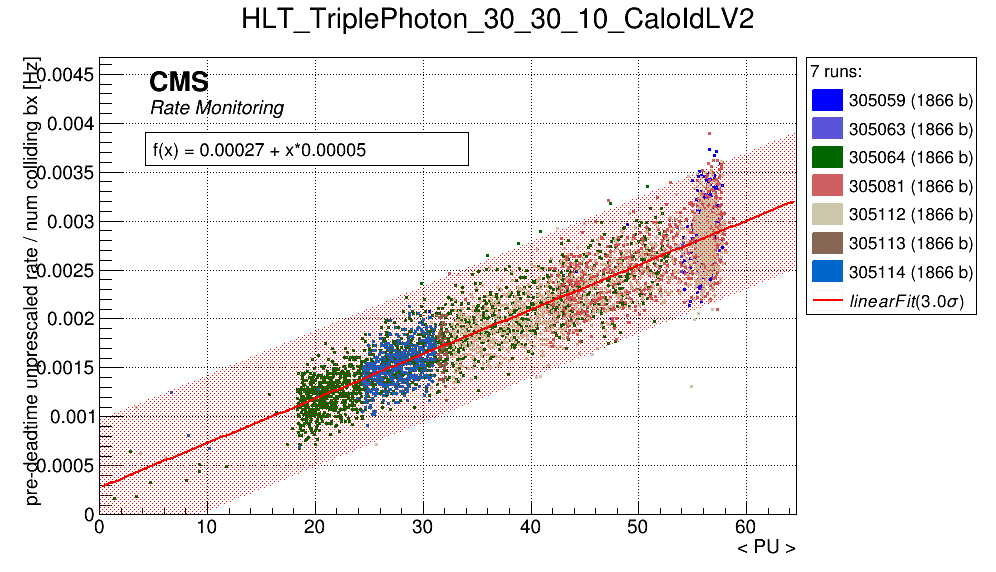 HLT_TriplePhoton_30_30_10_CaloIdLV2
pre-deadtime unprescaled rate / num colliding bx [Hz]
CMS
Rate Monitoring
f(x) = 0.00027 + x*0.00005
0.0045
0.004
0.0035
0.003
0.0025
0.002
0.0015
0.001
0.0005
0
0 10 20 30 40 50 60
< PU >
7 runs:
305059 (1866 b)
305063 (1866 b)
305064 (1866 b)
305081 (1866 b)
305112 (1866 b)
305113 (1866 b)
305114 (1866 b)
linearFit(3.0σ)